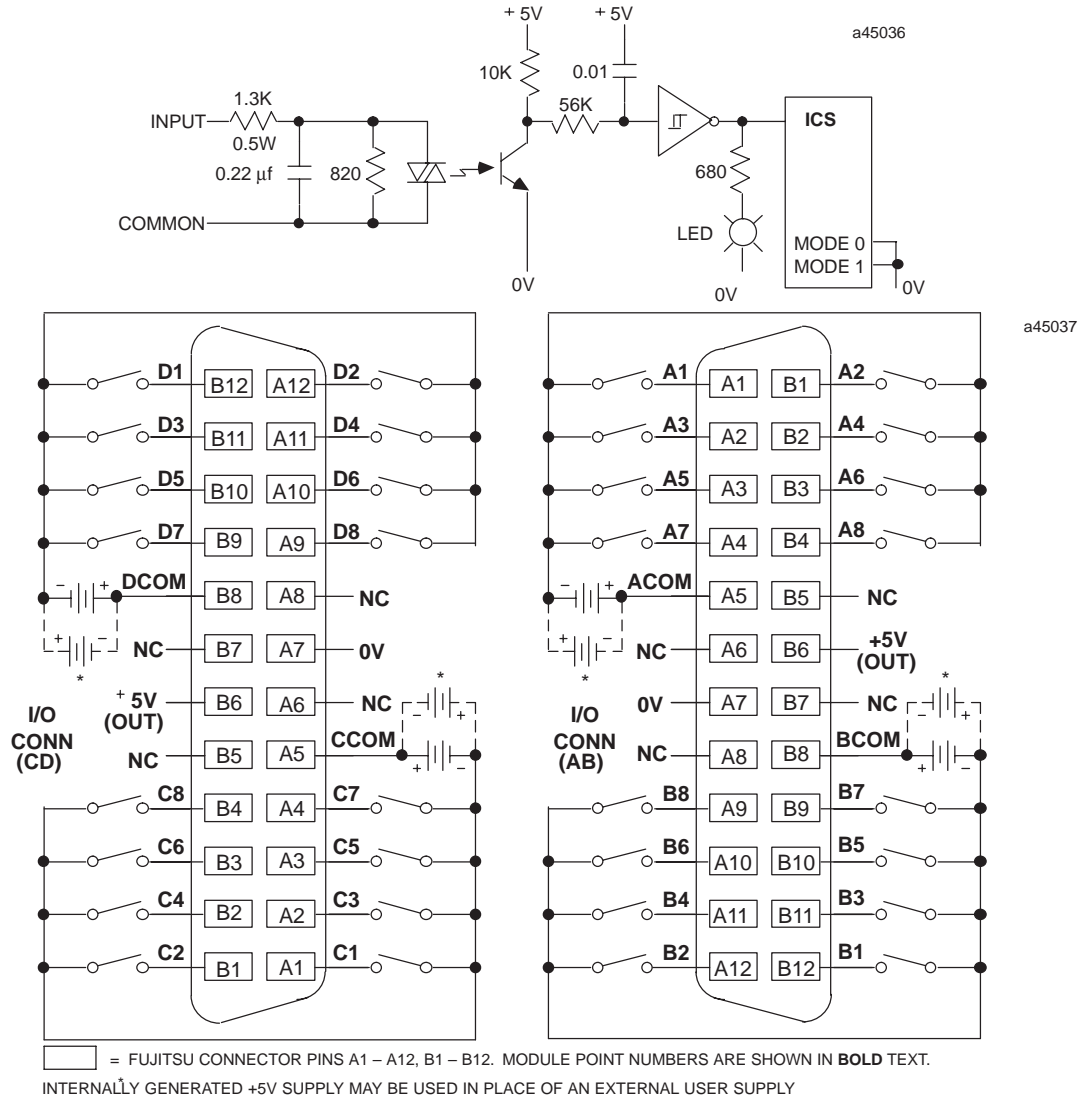 + 5V + 5V
a45036
10K 0.01
1.3K 56K
INPUT ICS
0.5W
0.22 µf 820 680
COMMON LED
MODE 0
MODE 1
0V 0V 0V
a45037
D1 B12 A12 D2 A1 A1 B1 A2
D3 B11 A11 D4 A3 A2 B2 A4
D5 B10 A10 D6 A5 A3 B3 A6
D7 B9 A9 D8 A7 A4 B4 A8
– + DCOM B8 A8 NC – + ACOM A5 B5 NC
+ – NC B7 A7 0V + – NC A6 B6 +5V
(OUT)
* * * *
I/O
CONN
(CD)
+ 5V
(OUT)
B6 A6 NC – +
I/O
CONN
(AB)
0V A7 B7 NC – +
NC B5 A5 CCOM + – NC A8 B8 BCOM + –
C8 B4 A4 C7 B8 A9 B9 B7
C6 B3 A3 C5 B6 A10 B10 B5
C4 B2 A2 C3 B4 A11 B11 B3
C2 B1 A1 C1 B2 A12 B12 B1
= FUJITSU CONNECTOR PINS A1 – A12, B1 – B12. MODULE POINT NUMBERS ARE SHOWN IN BOLD TEXT.
* INTERNALLY GENERATED +5V SUPPLY MAY BE USED IN PLACE OF AN EXTERNAL USER SUPPLY